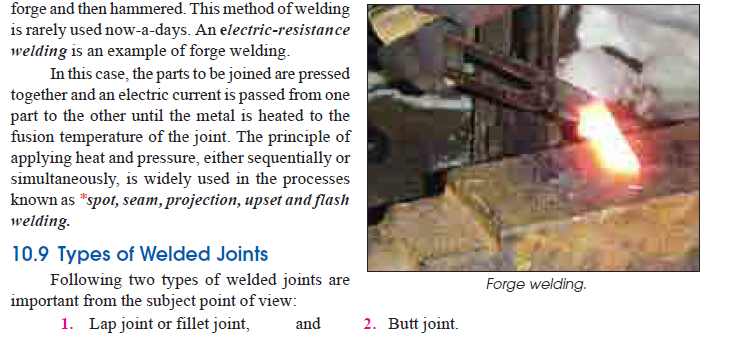 forge and then hammered. This method of welding
is rarely used now-a-days. An electric-resistance
welding is an example of forge welding.
In this case, the parts to be joined are pressed
together and an electric current is passed from one
part to the other until the metal is heated to the
fusion temperature of the joint. The principle of
applying heat and pressure, either sequentially or
simultaneously, is widely used in the processes
known as *spot, seam, projection, upset and flash
welding.
10.9 Types of Welded Joints
Following two types of welded joints are
important from the subject point of view:
1. Lap joint or fillet joint, and 2. Butt joint.
Forge welding.